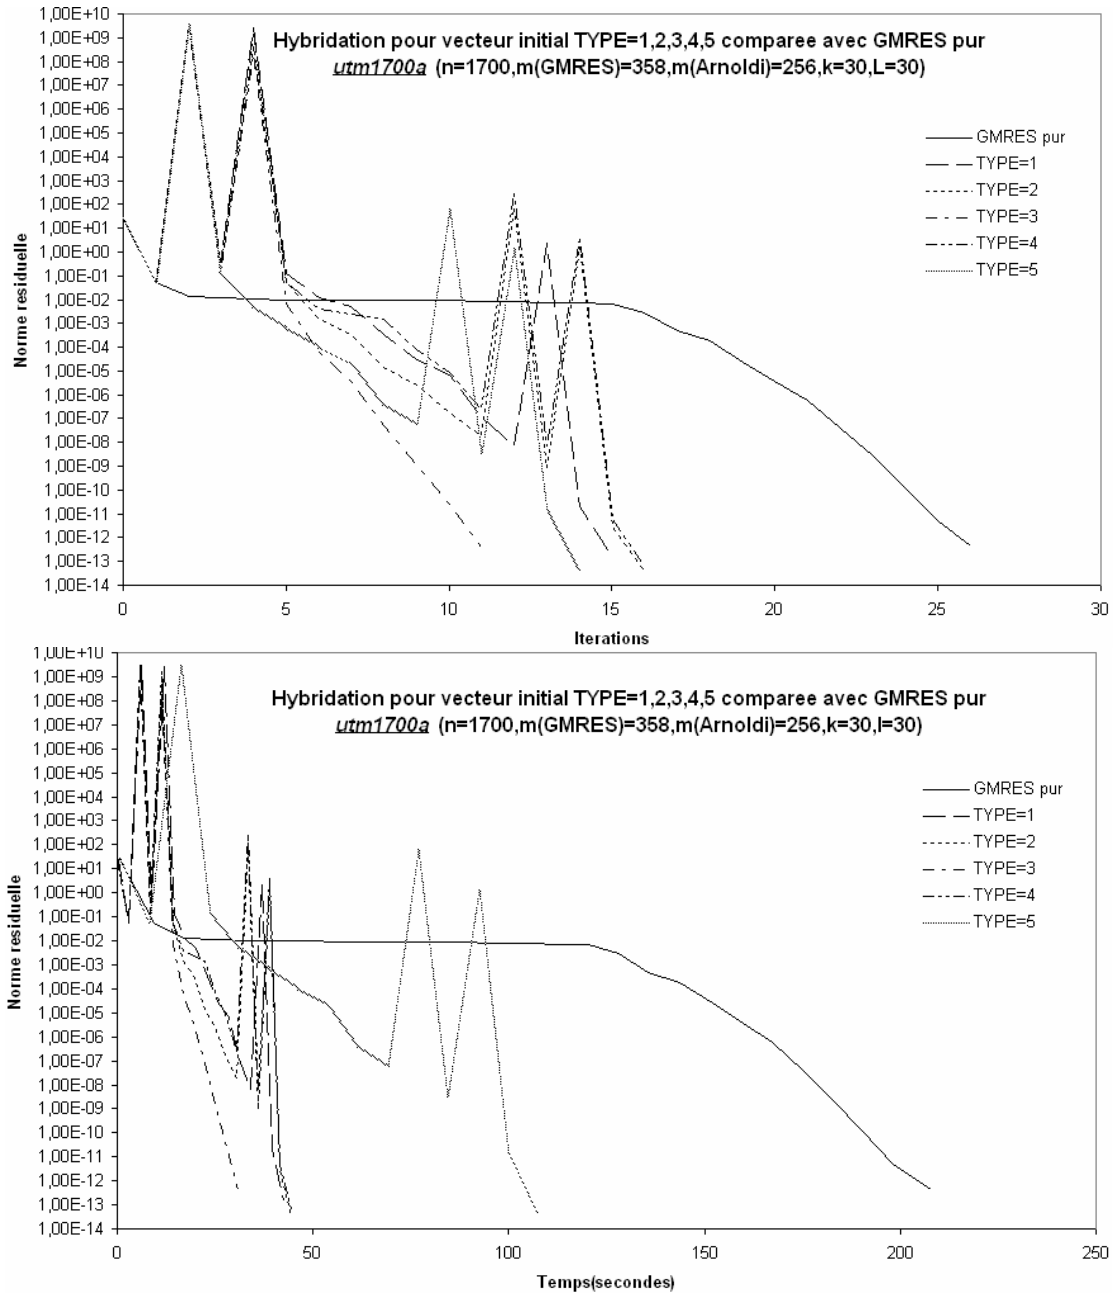 1,00E+10
1,00E+09
1,00E+08
1,00E+07
1,00E+06
1,00E+05
1,00E+04
1,00E+03
1,00E+02
1,00E+01
1,00E+00
1,00E-01
1,00E-02
1,00E-03
1,00E-04
1,00E-05
1,00E-06
1,00E-07
1,00E-08
1,00E-09
1,00E-10
1,00E-11
1,00E-12
1,00E-13
1,00E-14
Norme residuelle
Hybridation pour vecteur initial TYPE=1,2,3,4,5 comparee avec GMRES pur
utm1700a (n=1700,m(GMRES)=358,m(Arnoldi)=256,k=30,L=30)
GMRES pur
TYPE=1
TYPE=2
TYPE=3
TYPE=4
TYPE=5
0 5 10 15 20 25 30
Iterations
1,00E+10
1,00E+09
1,00E+08
1,00E+07
1,00E+06
1,00E+05
1,00E+04
1,00E+03
1,00E+02
1,00E+01
1,00E+00
1,00E-01
1,00E-02
1,00E-03
1,00E-04
1,00E-05
1,00E-06
1,00E-07
1,00E-08
1,00E-09
1,00E-10
1,00E-11
1,00E-12
1,00E-13
1,00E-14
Norme residuelle
Hybridation pour vecteur initial TYPE=1,2,3,4,5 comparee avec GMRES pur
utm1700a (n=1700,m(GMRES)=358,m(Arnoldi)=256,k=30,l=30)
GMRES pur
TYPE=1
TYPE=2
TYPE=3
TYPE=4
TYPE=5
0 50 100 150 200 250
Temps(secondes)